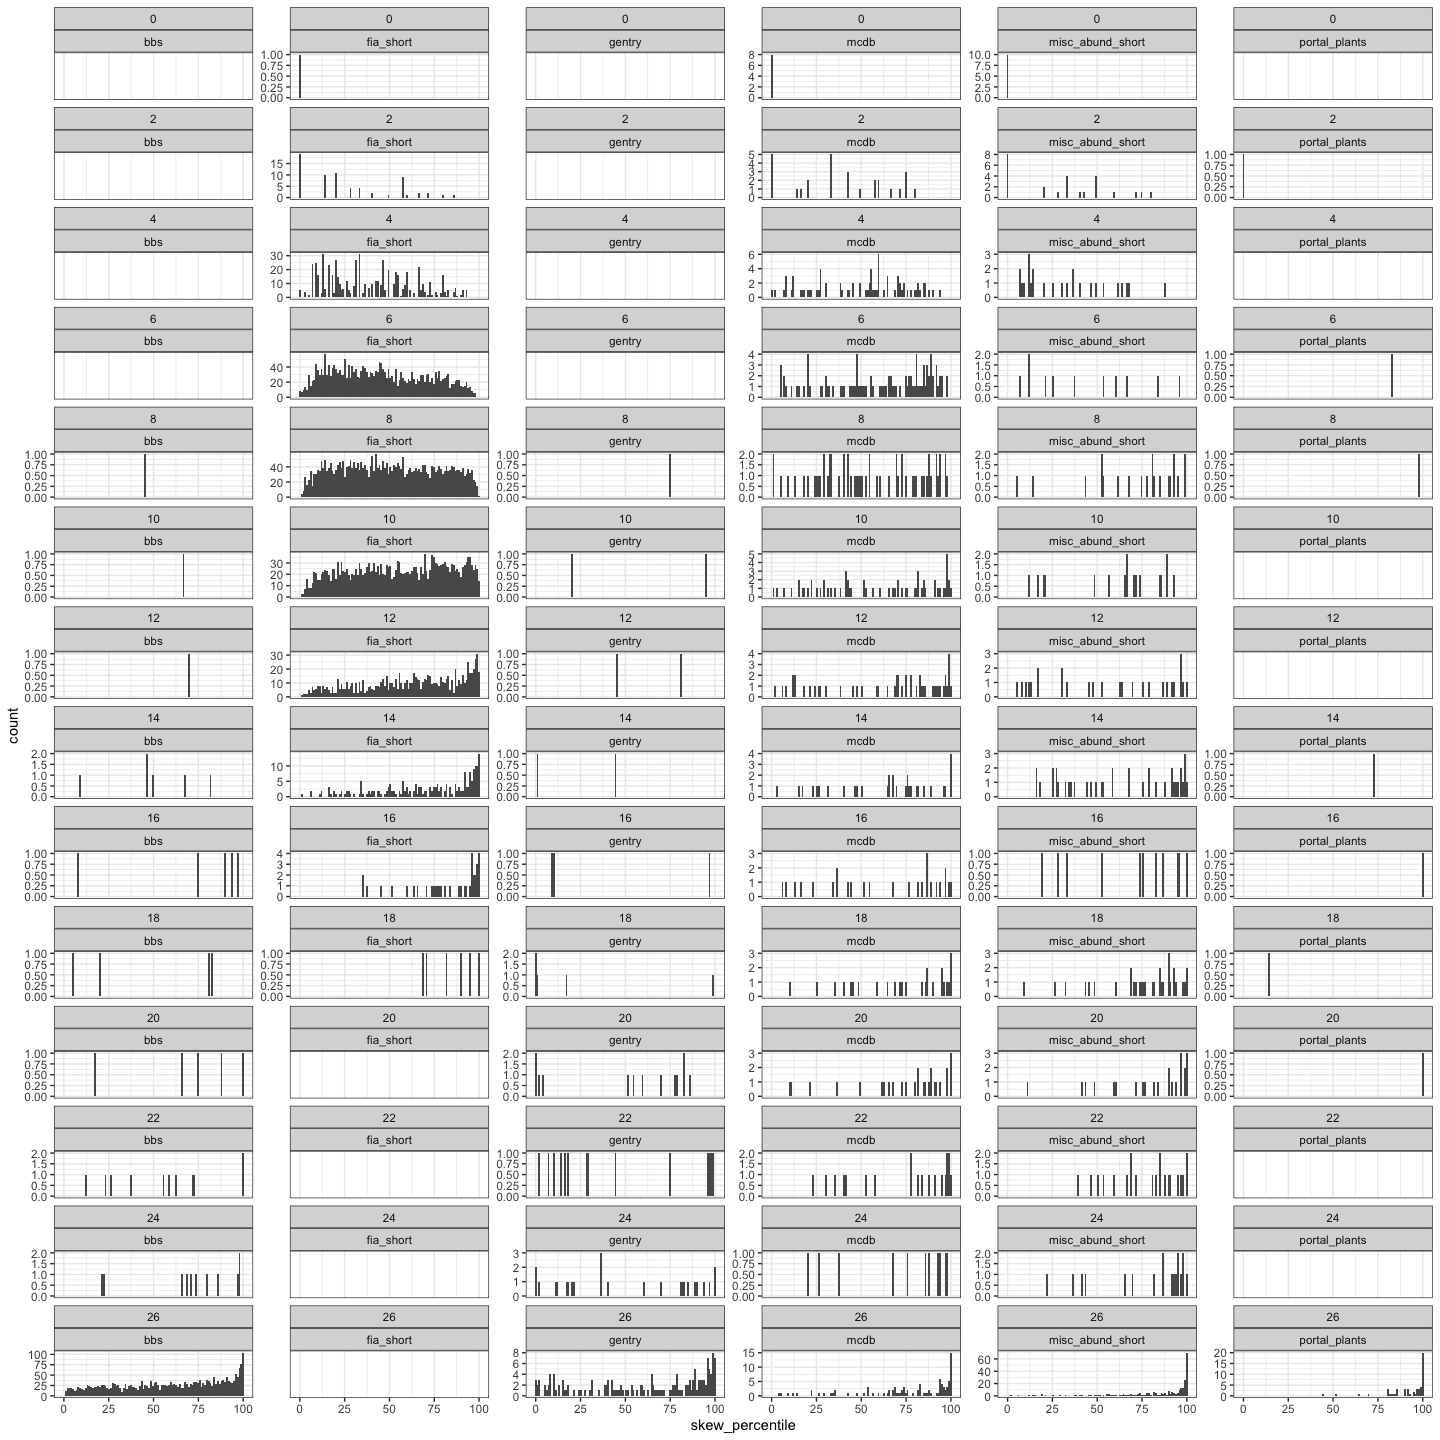 0 0 0 0 0 0
bbs fia_short gentry mcdb misc_abund_short portal_plants
1.00 0.75 0.50 0.25 0.00 8 6 4 2 0 10.0 7.5 5.0 2.5 0.0
2 2 2 2 2 2
bbs fia_short gentry mcdb misc_abund_short portal_plants
15 10 5 0 5 4 3 2 1 0 8 6 4 2 0 1.00 0.75 0.50 0.25 0.00
4 4 4 4 4 4
bbs fia_short gentry mcdb misc_abund_short portal_plants
30 20 10 0 6 4 2 0 3 2 1 0
6 6 6 6 6 6
bbs fia_short gentry mcdb misc_abund_short portal_plants
40 20 0 4 3 2 1 0 2.0 1.5 1.0 0.5 0.0 1.00 0.75 0.50 0.25 0.00
8 8 8 8 8 8
bbs fia_short gentry mcdb misc_abund_short portal_plants
1.00 0.75 0.50 0.25 0.00 40 20 0 1.00 0.75 0.50 0.25 0.00 2.0 1.5 1.0 0.5 0.0 2.0 1.5 1.0 0.5 0.0 1.00 0.75 0.50 0.25 0.00
10 10 10 10 10 10
bbs fia_short gentry mcdb misc_abund_short portal_plants
1.00 0.75 0.50 0.25 0.00 30 20 10 0 1.00 0.75 0.50 0.25 0.00 5 4 3 2 1 0 2.0 1.5 1.0 0.5 0.0
12 12 12 12 12 12
bbs fia_short gentry mcdb misc_abund_short portal_plants
1.00 0.75 0.50 0.25 0.00 30 20 10 0 1.00 0.75 0.50 0.25 0.00 4 3 2 1 0 3 2 1 0
14 14 14 14 14 14
bbs fia_short gentry mcdb misc_abund_short portal_plants
2.0 1.5 1.0 0.5 0.0 10 5 0 1.00 0.75 0.50 0.25 0.00 4 3 2 1 0 3 2 1 0 1.00 0.75 0.50 0.25 0.00
count
16 16 16 16 16 16
bbs fia_short gentry mcdb misc_abund_short portal_plants
1.00 0.75 0.50 0.25 0.00 4 3 2 1 0 1.00 0.75 0.50 0.25 0.00 3 2 1 0 1.00 0.75 0.50 0.25 0.00 1.00 0.75 0.50 0.25 0.00
18 18 18 18 18 18
bbs fia_short gentry mcdb misc_abund_short portal_plants
1.00 0.75 0.50 0.25 0.00 1.00 0.75 0.50 0.25 0.00 2.0 1.5 1.0 0.5 0.0 3 2 1 0 3 2 1 0 1.00 0.75 0.50 0.25 0.00
20 20 20 20 20 20
bbs fia_short gentry mcdb misc_abund_short portal_plants
1.00 0.75 0.50 0.25 0.00 2.0 1.5 1.0 0.5 0.0 3 2 1 0 3 2 1 0 1.00 0.75 0.50 0.25 0.00
22 22 22 22 22 22
bbs fia_short gentry mcdb misc_abund_short portal_plants
2.0 1.5 1.0 0.5 0.0 1.00 0.75 0.50 0.25 0.00 2.0 1.5 1.0 0.5 0.0 2.0 1.5 1.0 0.5 0.0
24 24 24 24 24 24
bbs fia_short gentry mcdb misc_abund_short portal_plants
2.0 1.5 1.0 0.5 0.0 3 2 1 0 1.00 0.75 0.50 0.25 0.00 2.0 1.5 1.0 0.5 0.0
26 26 26 26 26 26
bbs fia_short gentry mcdb misc_abund_short portal_plants
100 75 50 25 0 8 6 4 2 0 15 10 5 0 60 40 20 0 20 15 10 5 0
0 25 50 75 100 0 25 50 75 100 0 25 50 75 100 0 25 50 75 100 0 25 50 75 100 0 25 50 75 100
skew_percentile